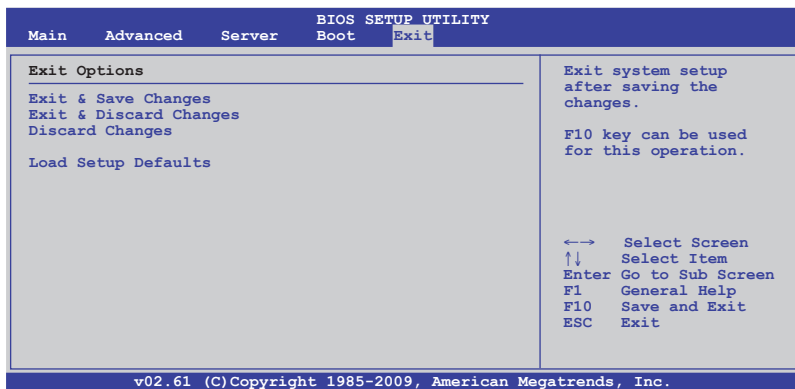 BIOS SETUP UTILITY
Main Advanced Server Boot Exit
Exit Options
Exit & Save Changes
Exit & Discard Changes
Discard Changes
Load Setup Defaults
Exit system setup
after saving the
changes.
F10 key can be used
for this operation.
←→ Select Screen
↑↓ Select Item
Enter Go to Sub Screen
F1 General Help
F10 Save and Exit
ESC Exit
v02.61 (C)Copyright 1985-2009, American Megatrends, Inc.